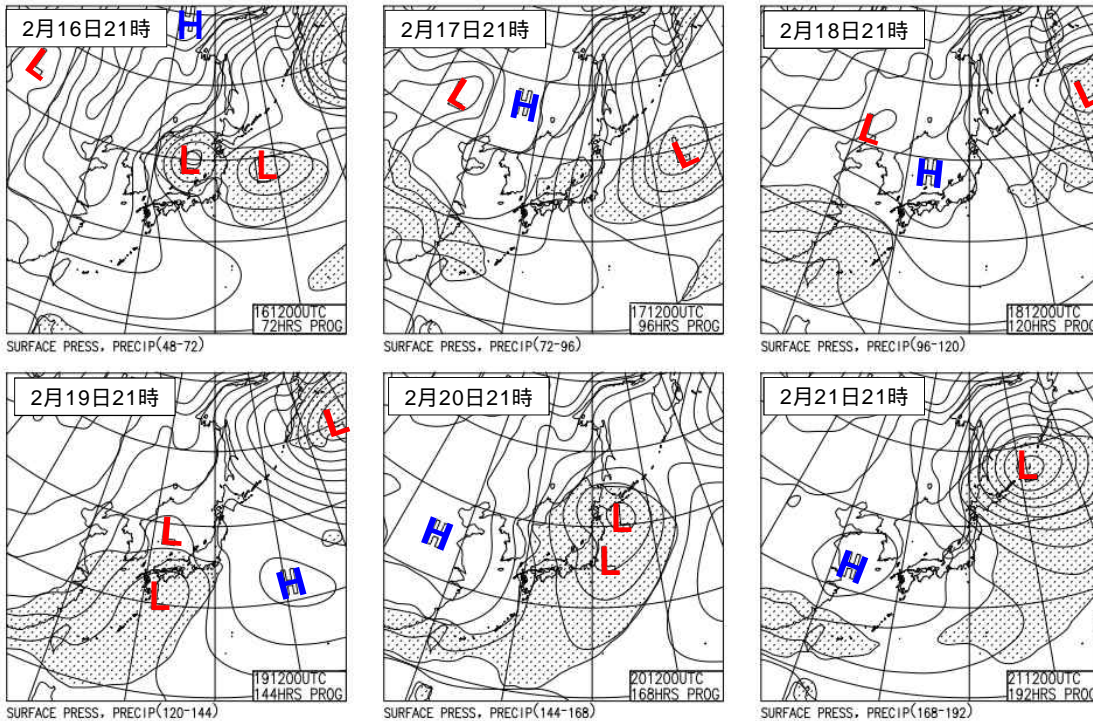 2月16日21時
H
L
L
L
161200UTC
72HRS PROG
SURFACE PRESS, PRECIP(48-72)
2月17日21時
L
H
L
171200UTC
96HRS PROG
SURFACE PRESS, PRECIP(72-96)
2月18日21時
L
L
H
181200UTC
120HRS PROG
SURFACE PRESS, PRECIP(96-120)
2月19日21時
L
L
H
L
191200UTC
144HRS PROG
SURFACE PRESS, PRECIP(120-144)
2月20日21時
H
L
L
201200UTC
168HRS PROG
SURFACE PRESS, PRECIP(144-168)
2月21日21時
L
H
211200UTC
192HRS PROG
SURFACE PRESS, PRECIP(168-192)